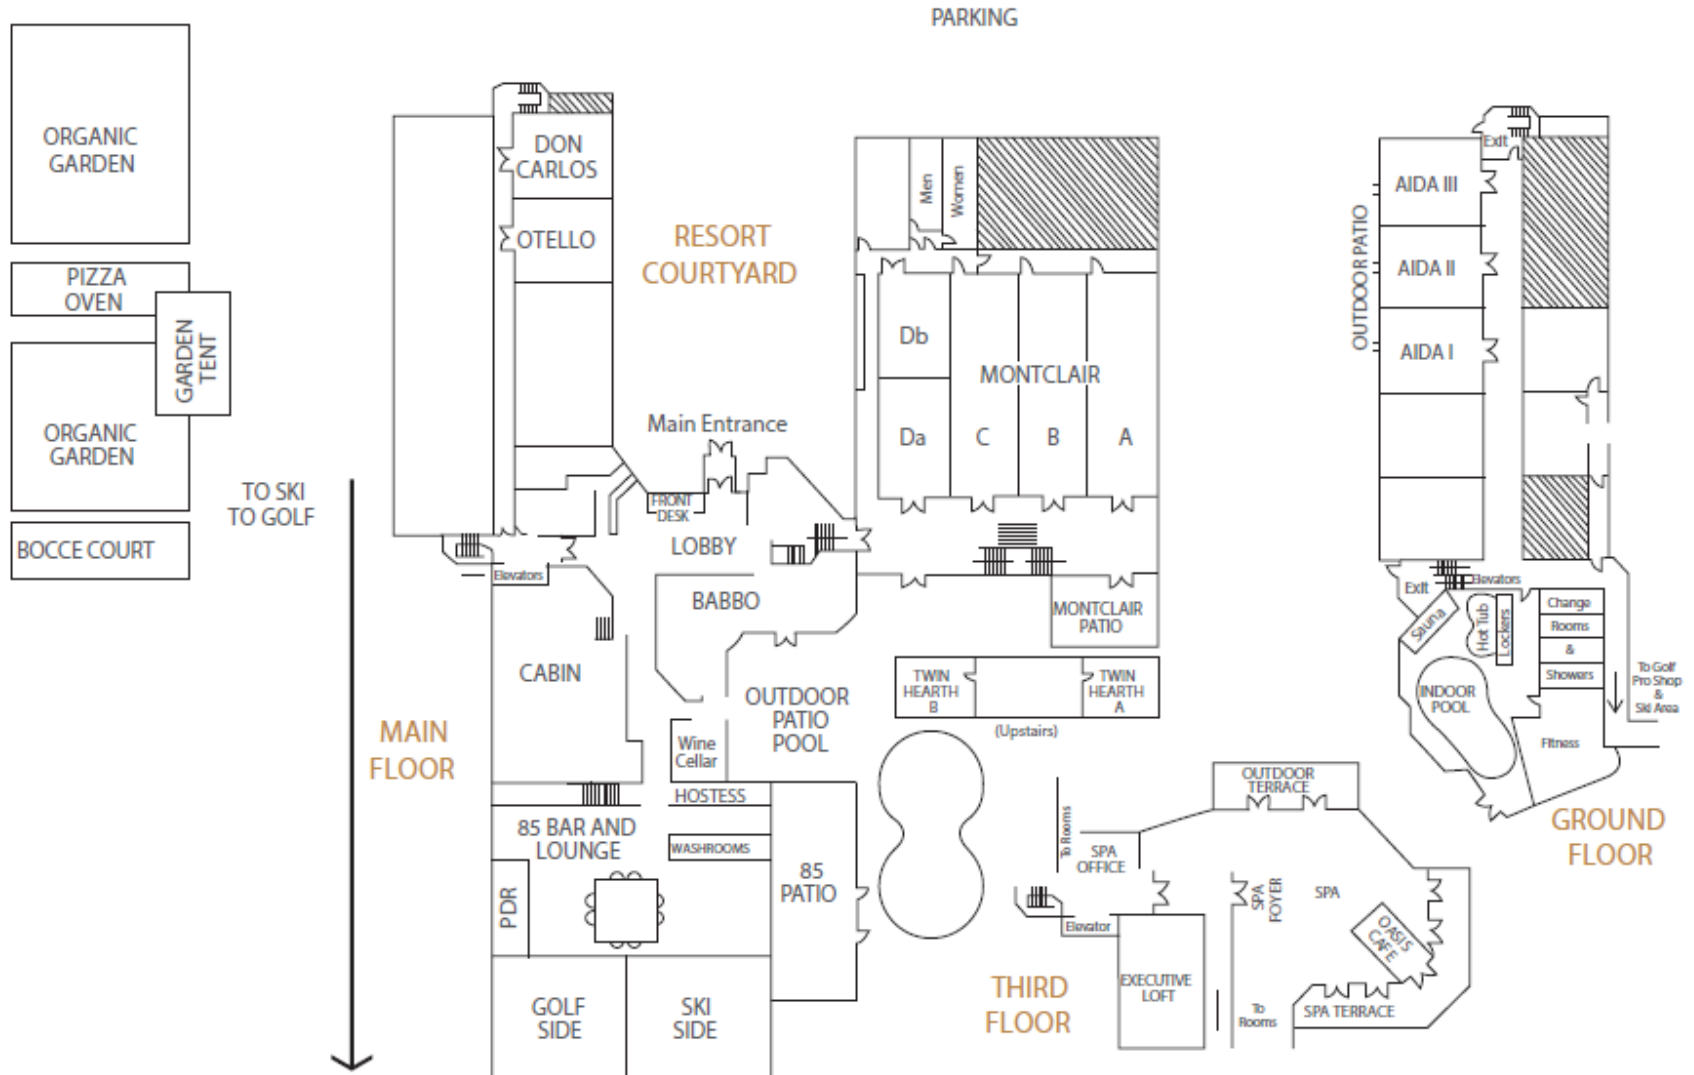 PARKING
ORGANIC
GARDEN
PIZZA
OVEN
GARDEN
TENT
ORGANIC
GARDEN
BOCCE COURT
TO SKI
TO GOLF
MAIN
FLOOR
DON
CARLOS
OTELLO
RESORT
COURTYARD
Main Entrance
FRONT
DESK
LOBBY
Elevators
BABBO
CABIN
OUTDOOR
PATIO
POOL
Wine
Cellar
HOSTESS
85 BAR AND
LOUNGE
WASHROOMS
PDR
85
PATIO
GOLF
SIDE
SKI
SIDE
Men
Women
Db
MONTCLAIR
Da
C
B
A
MONTCLAIR
PATIO
TWIN
HEARTH
B
TWIN
HEARTH
A
(Upstairs)
To Rooms
SPA
OFFICE
Elevator
EXECUTIVE
LOFT
THIRD
FLOOR
OUTDOOR
TERRACE
SPA
FOYER
SPA
OASIS
CAFE
SPA TERRACE
To
Rooms
Exit
OUTDOOR PATIO
AIDA III
AIDA II
AIDA I
Exit
Elevators
Sauna
Hot Tub
Lockers
Change
Rooms
&
Showers
INDOOR
POOL
Fitness
To Golf
Pro Shop
&
Ski Area
GROUND
FLOOR